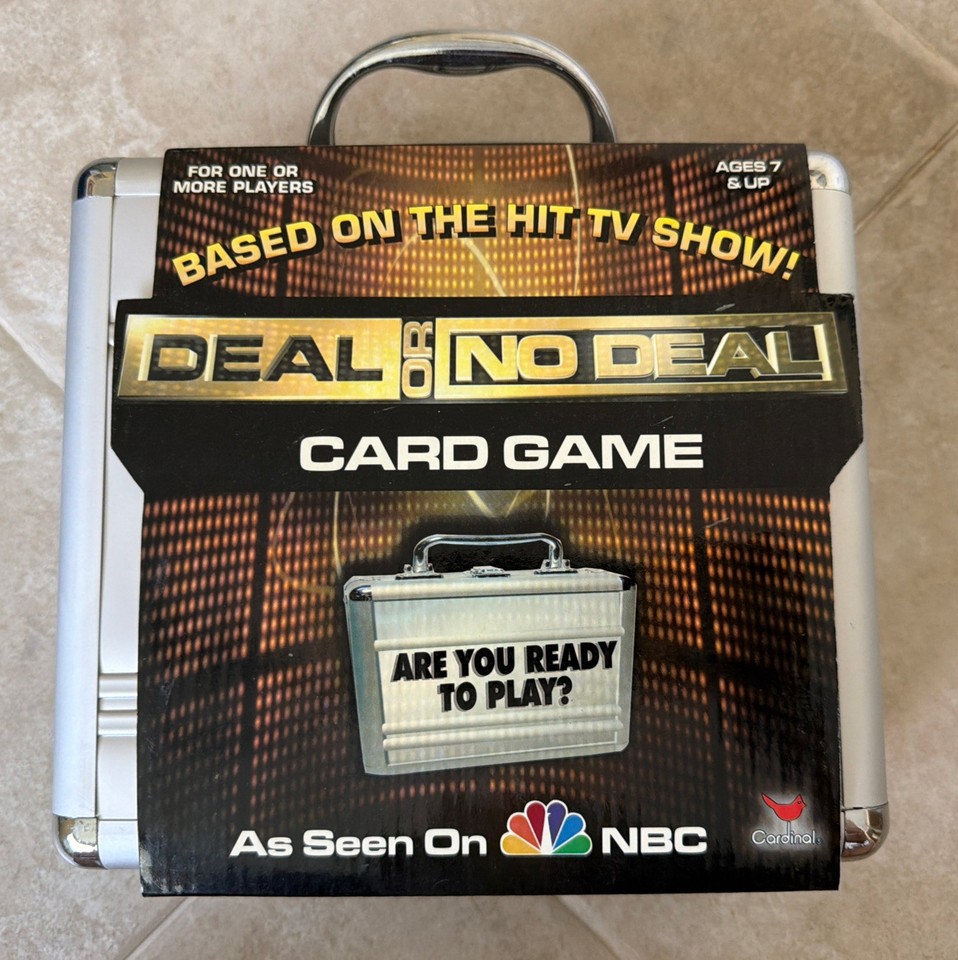 FOR ONE OR
MORE PLAYERS
AGES 7
& UP
BASED ON THE HIT TV SHOW!
DEAL OR NO DEAL
CARD GAME
ARE YOU READY
TO PLAY?
As Seen On NBC
Cardinal